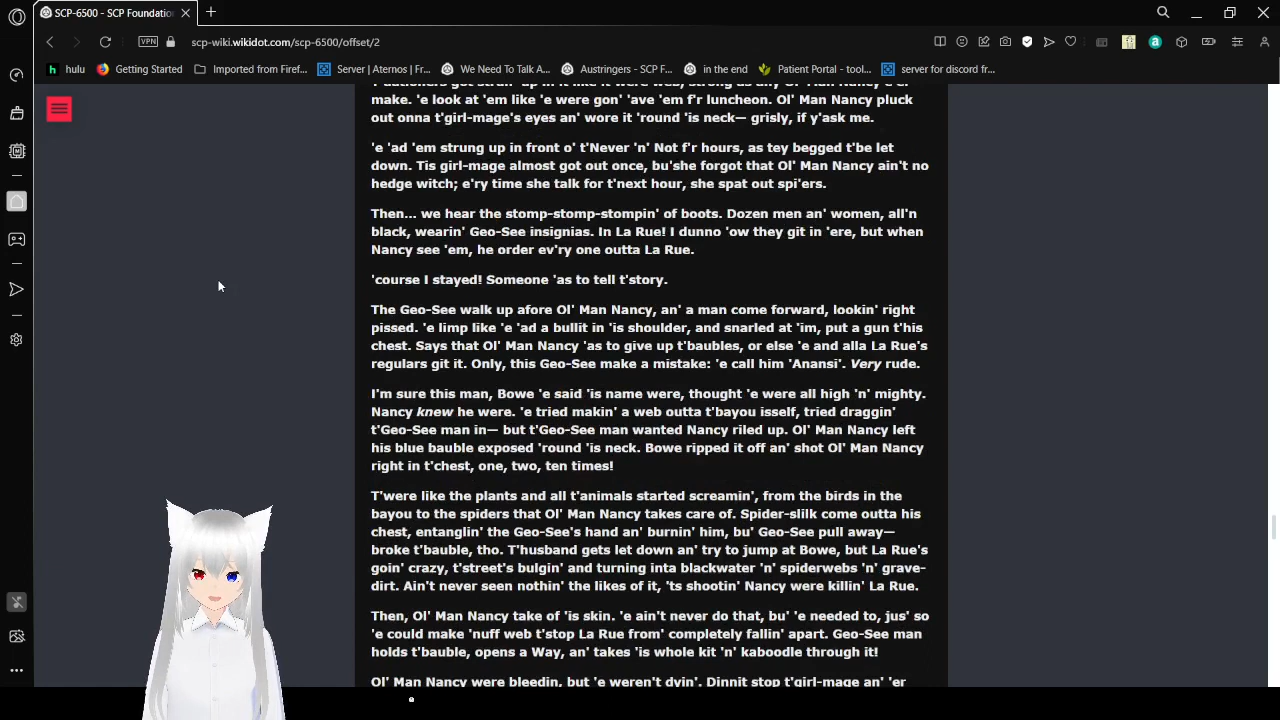 SCP-6500 - SCP Foundatio
VPN
scp-wiki.wikidot.com/scp-6500/offset/2
hulu
Getting Started
Imported from Firef...
Server | Aternos | Fr...
We Need To Talk A...
Austringers - SCP F...
in the end
Patient Portal - tool...
server for discord fr...
make. 'e look at 'em like 'e were gon' 'ave 'em f'r luncheon. Ol' Man Nancy pluck
out onna t'girl-mage's eyes an' wore it 'round 'is neck— grisly, if y'ask me.
'e 'ad 'em strung up in front o' t'Never 'n' Not f'r hours, as tey begged t'be let
down. Tis girl-mage almost got out once, bu'she forgot that Ol' Man Nancy ain't no
hedge witch; e'ry time she talk for t'next hour, she spat out spi'ers.
Then... we hear the stomp-stomp-stompin' of boots. Dozen men an' women, all'n
black, wearin' Geo-See insignias. In La Rue! I dunno 'ow they git in 'ere, but when
Nancy see 'em, he order ev'ry one outta La Rue.
'course I stayed! Someone 'as to tell t'story.
The Geo-See walk up afore Ol' Man Nancy, an' a man come forward, lookin' right
pissed. 'e limp like 'e 'ad a bullit in 'is shoulder, and snarled at 'im, put a gun t'his
chest. Says that Ol' Man Nancy 'as to give up t'baubles, or else 'e and alla La Rue's
regulars git it. Only, this Geo-See make a mistake: 'e call him 'Anansi'. Very rude.
I'm sure this man, Bowe 'e said 'is name were, thought 'e were all high 'n' mighty.
Nancy knew he were. 'e tried makin' a web outta t'bayou isself, tried draggin'
t'Geo-See man in— but t'Geo-See man wanted Nancy riled up. Ol' Man Nancy left
his blue bauble exposed 'round 'is neck. Bowe ripped it off an' shot Ol' Man Nancy
right in t'chest, one, two, ten times!
T'were like the plants and all t'animals started screamin', from the birds in the
bayou to the spiders that Ol' Man Nancy takes care of. Spider-slilk come outta his
chest, entanglin' the Geo-See's hand an' burnin' him, bu' Geo-See pull away—
broke t'bauble, tho. T'husband gets let down an' try to jump at Bowe, but La Rue's
goin' crazy, t'street's bulgin' and turning inta blackwater 'n' spiderwebs 'n' grave-
dirt. Ain't never seen nothin' the likes of it, 'ts shootin' Nancy were killin' La Rue.
Then, Ol' Man Nancy take of 'is skin. 'e ain't never do that, bu' 'e needed to, jus' so
'e could make 'nuff web t'stop La Rue from' completely fallin' apart. Geo-See man
holds t'bauble, opens a Way, an' takes 'is whole kit 'n' kaboodle through it!
Ol' Man Nancy were bleedin, but 'e weren't dyin'. Dinnit stop t'girl-mage an' 'er